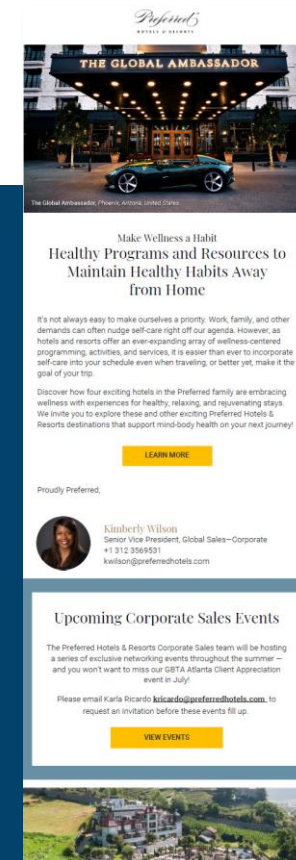 Preferred
HOTELS & RESORTS
THE GLOBAL AMBASSADOR
The Global Ambassador, Phoenix, Arizona, United States
Make Wellness a Habit
Healthy Programs and Resources to
Maintain Healthy Habits Away
from Home
It's not always easy to make ourselves a priority. Work, family, and other
demands can often nudge self-care right off our agenda. However, as
hotels and resorts offer an ever-expanding array of wellness-centered
programming, activities, and services, it is easier than ever to incorporate
self-care into your schedule even when traveling, or better yet, make it the
goal of your trip.
Discover how four exciting hotels in the Preferred family are embracing
wellness with experiences for healthy, relaxing, and rejuvenating stays.
We invite you to explore these and other exciting Preferred Hotels &
Resorts destinations that support mind-body health on your next journey!
LEARN MORE
Proudly Preferred,
Kimberly Wilson
Senior Vice President, Global Sales—Corporate
+1 312 3569531
kwilson@preferredhotels.com
Upcoming Corporate Sales Events
The Preferred Hotels & Resorts Corporate Sales team will be hosting
a series of exclusive networking events throughout the summer —
and you won't want to miss our GBTA Atlanta Client Appreciation
event in July!
Please email Karla Ricardo kricardo@preferredhotels.com to
request an invitation before these events fill up.
VIEW EVENTS